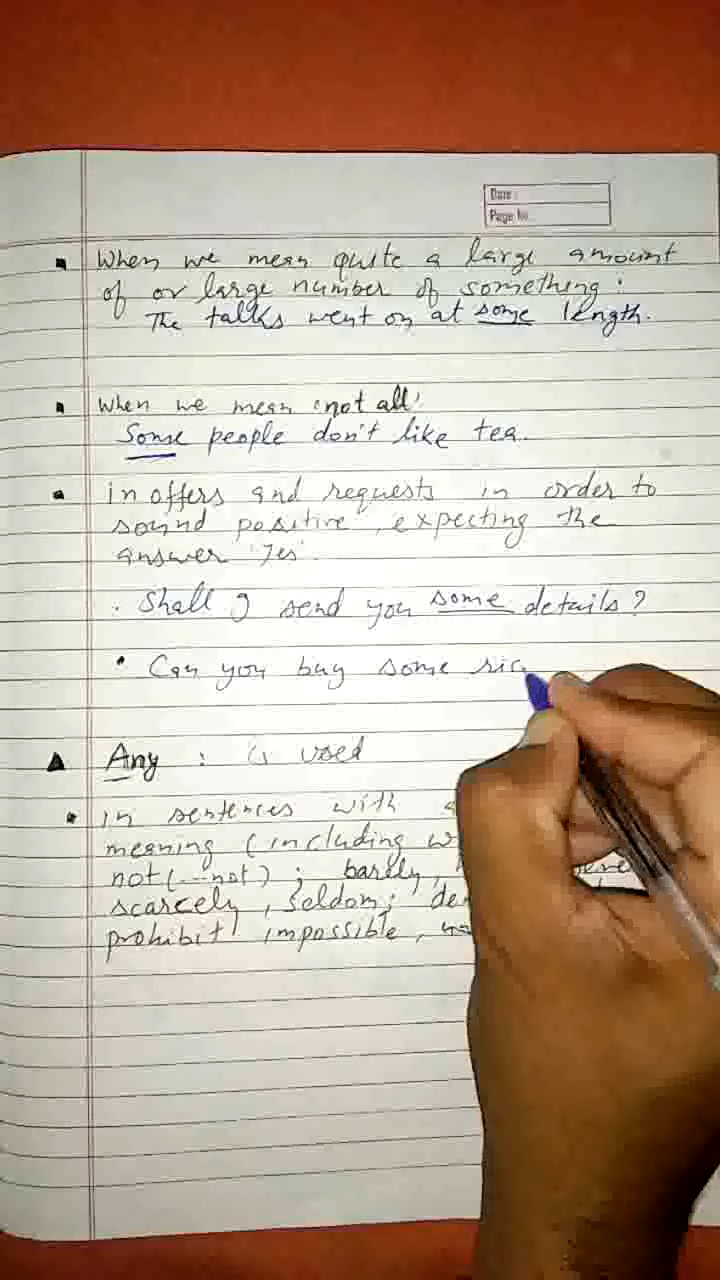 Date :
Page No.
When we mean quite a large amount
of or large number of something :
The talks went on at some length.
When we mean 'not all'
Some people don't like tea.
in offers and requests in order to
sound positive, expecting the
answer 'Yes'.
Shall I send you some details ?
Can you buy some ric
Any : is used
in sentences with
meaning (including
not (---not) ; barely,
scarcely, seldom;
prohibit impossible,